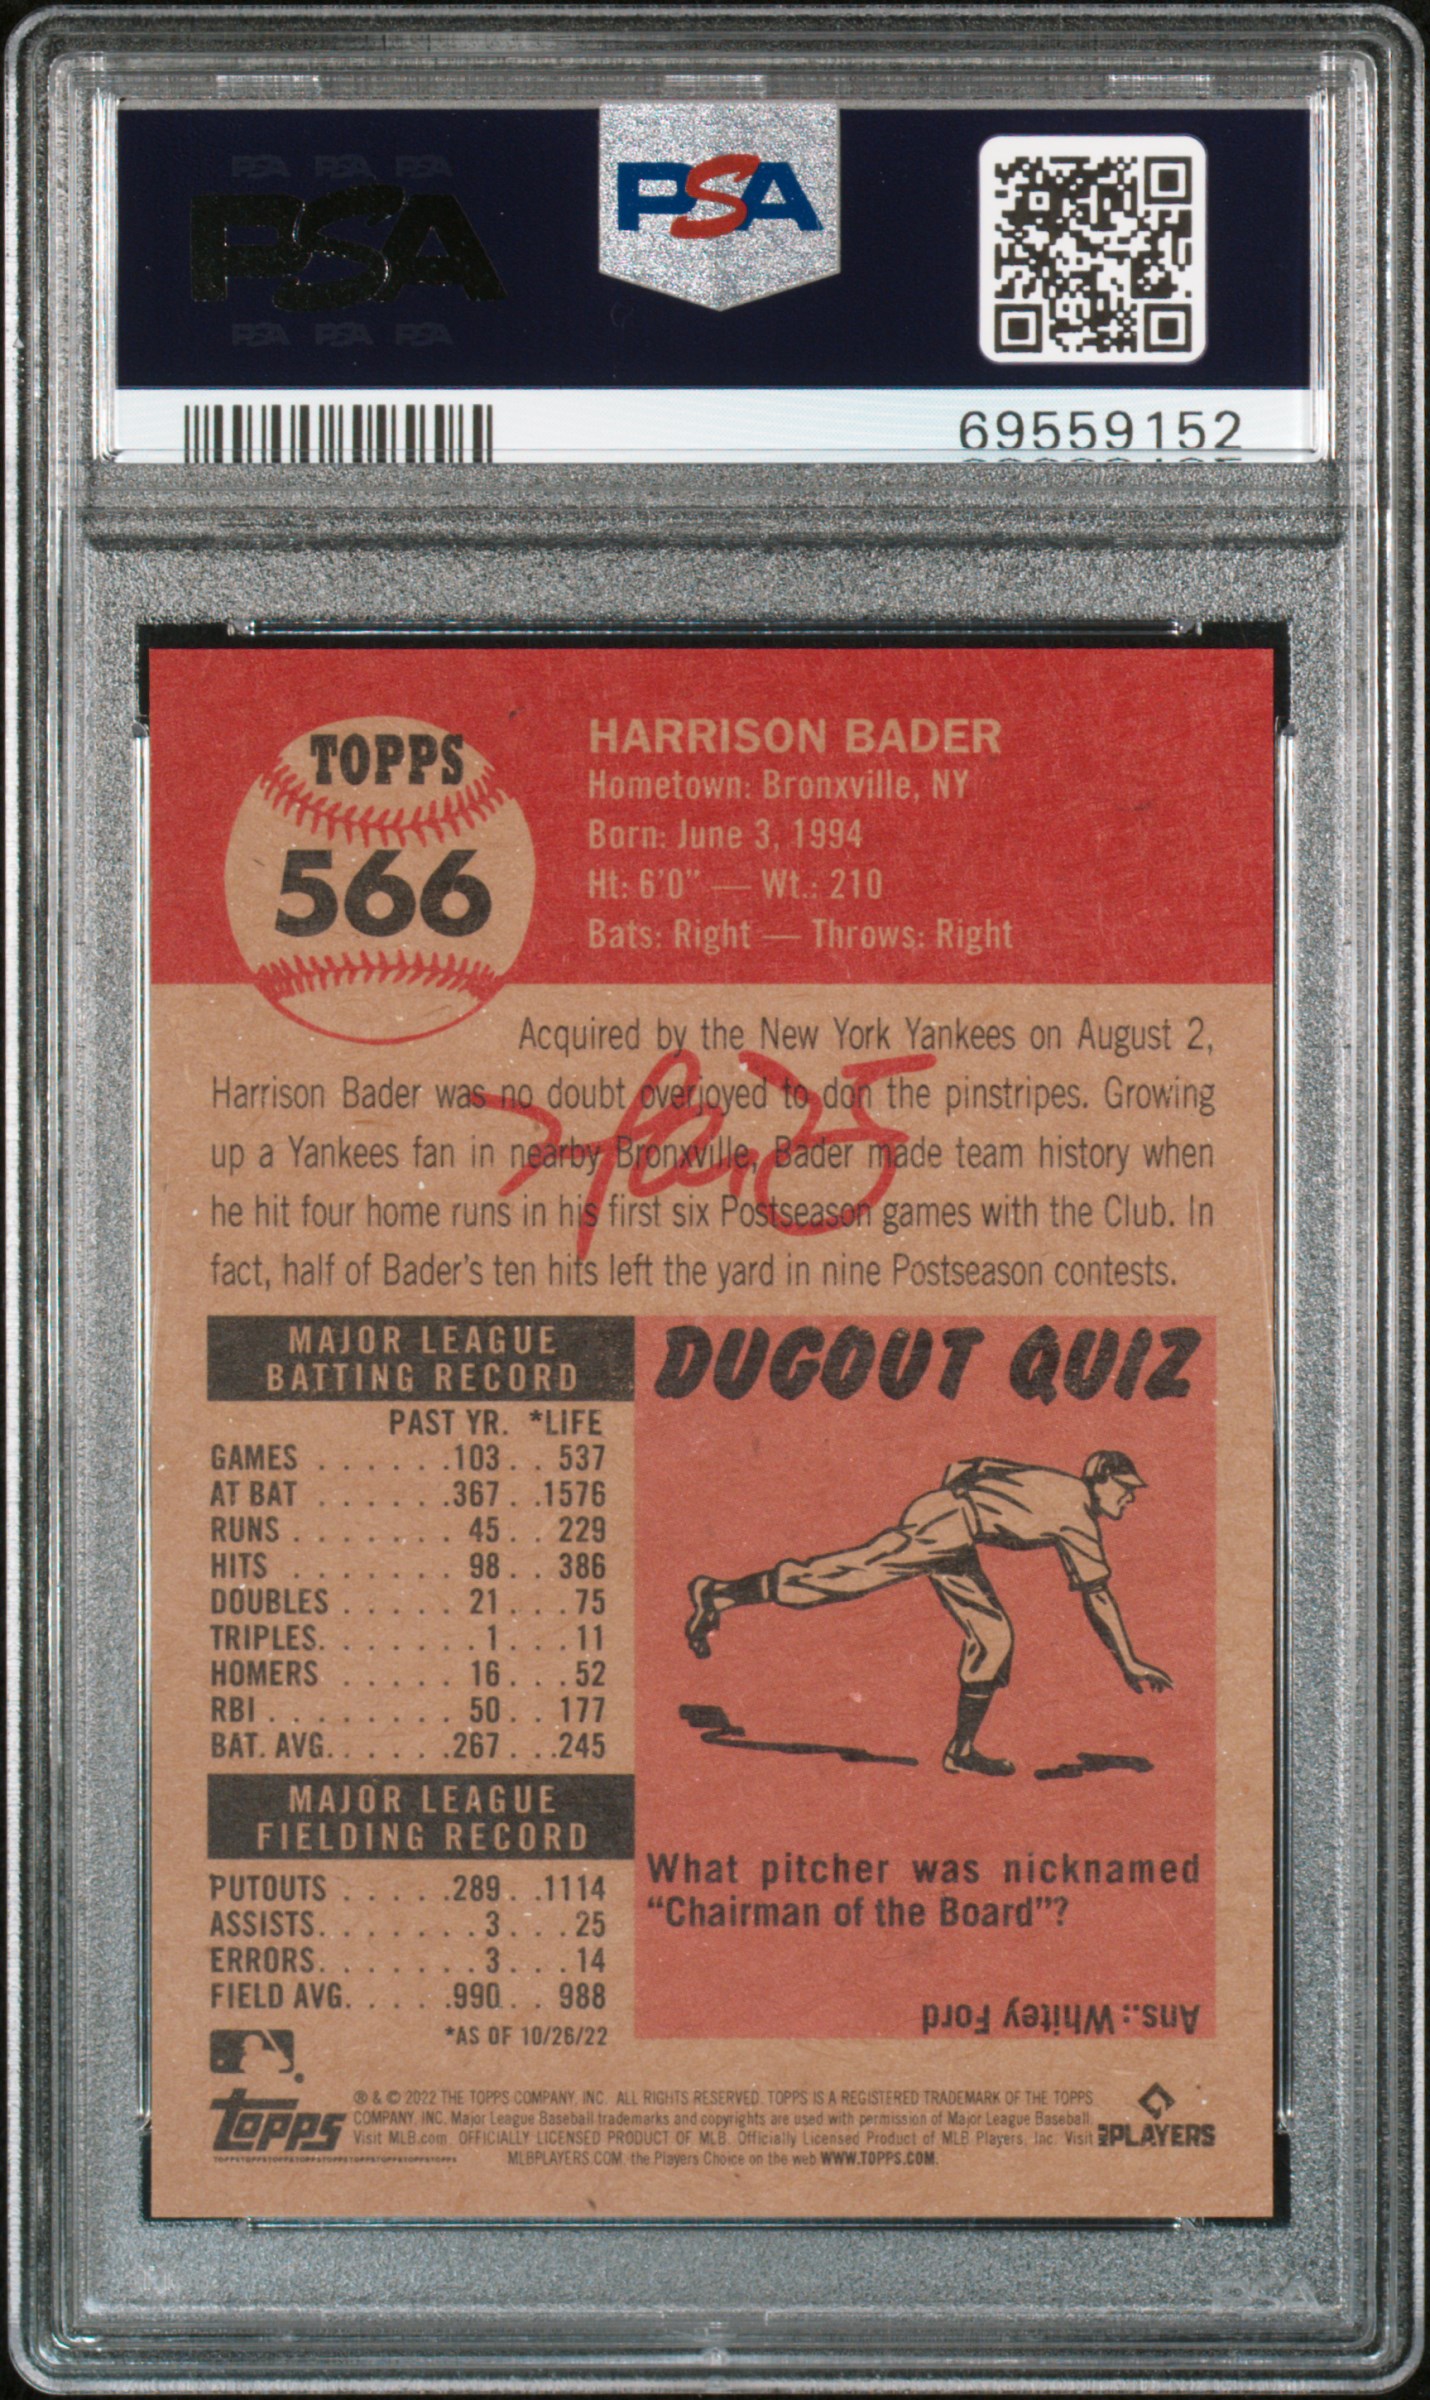 PSA PSA PSA
PSA
PSA PSA PSA
PSA
69559152
TOPPS
566
HARRISON BADER
Hometown: Bronxville, NY
Born: June 3, 1994
Ht: 6'0" — Wt.: 210
Bats: Right — Throws: Right
Acquired by the New York Yankees on August 2,
Harrison Bader was no doubt overjoyed to don the pinstripes. Growing
up a Yankees fan in nearby Bronxville, Bader made team history when
he hit four home runs in his first six Postseason games with the Club. In
fact, half of Bader's ten hits left the yard in nine Postseason contests.
MAJOR LEAGUE
BATTING RECORD
PAST YR. *LIFE
GAMES . . . . . .103. . 537
AT BAT . . . . . .367. .1576
RUNS . . . . . . . 45. . 229
HITS . . . . . . . 98. . 386
DOUBLES . . . . . 21. . . 75
TRIPLES. . . . . . . 1. . . 11
HOMERS . . . . . 16. . . 52
RBI . . . . . . . . 50. . 177
BAT. AVG. . . . . .267. . .245
MAJOR LEAGUE
FIELDING RECORD
PUTOUTS . . . . .289. .1114
ASSISTS. . . . . . . 3. . . 25
ERRORS. . . . . . . 3. . . 14
FIELD AVG. . . . .990. . 988
*AS OF 10/26/22
DUGOUT QUIZ
What pitcher was nicknamed
“Chairman of the Board”?
Ans.: Whitey Ford
topps
® & © 2022 THE TOPPS COMPANY, INC. ALL RIGHTS RESERVED. TOPPS IS A REGISTERED TRADEMARK OF THE TOPPS
COMPANY, INC. Major League Baseball trademarks and copyrights are used with permission of Major League Baseball.
Visit MLB.com. OFFICIALLY LICENSED PRODUCT OF MLB. Officially Licensed Product of MLB Players, Inc. Visit
MLBPLAYERS.COM, the Players Choice on the web WWW.TOPPS.COM.
PLAYERS